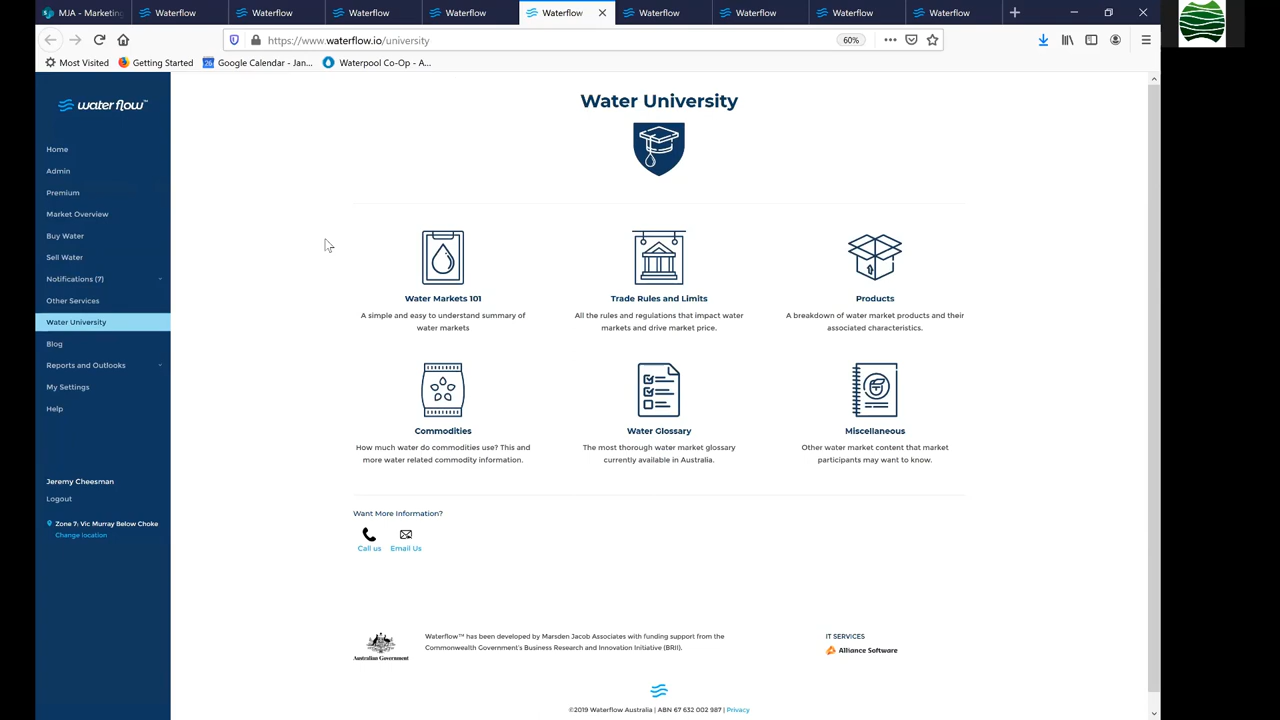 MJA - Marketing
Waterflow
Waterflow
Waterflow
Waterflow
Waterflow
Waterflow
Waterflow
Waterflow
Waterflow
https://www.waterflow.io/university
60%
Most Visited
Getting Started
26
Google Calendar - Jan...
Waterpool Co-Op - A...
water flow™
Home
Admin
Premium
Market Overview
Buy Water
Sell Water
Notifications (7)
Other Services
Water University
Blog
Reports and Outlooks
My Settings
Help
Jeremy Cheesman
Logout
Zone 7: Vic Murray Below Choke
Change location
Water University
Water Markets 101
A simple and easy to understand summary of
water markets
Trade Rules and Limits
All the rules and regulations that impact water
markets and drive market price.
Products
A breakdown of water market products and their
associated characteristics.
Commodities
How much water do commodities use? This and
more water related commodity information.
Water Glossary
The most thorough water market glossary
currently available in Australia.
Miscellaneous
Other water market content that market
participants may want to know.
Want More Information?
Call us
Email Us
Australian Government
Waterflow™ has been developed by Marsden Jacob Associates with funding support from the
Commonwealth Government's Business Research and Innovation Initiative (BRII).
IT SERVICES
Alliance Software
©2019 Waterflow Australia | ABN 67 632 002 987 | Privacy